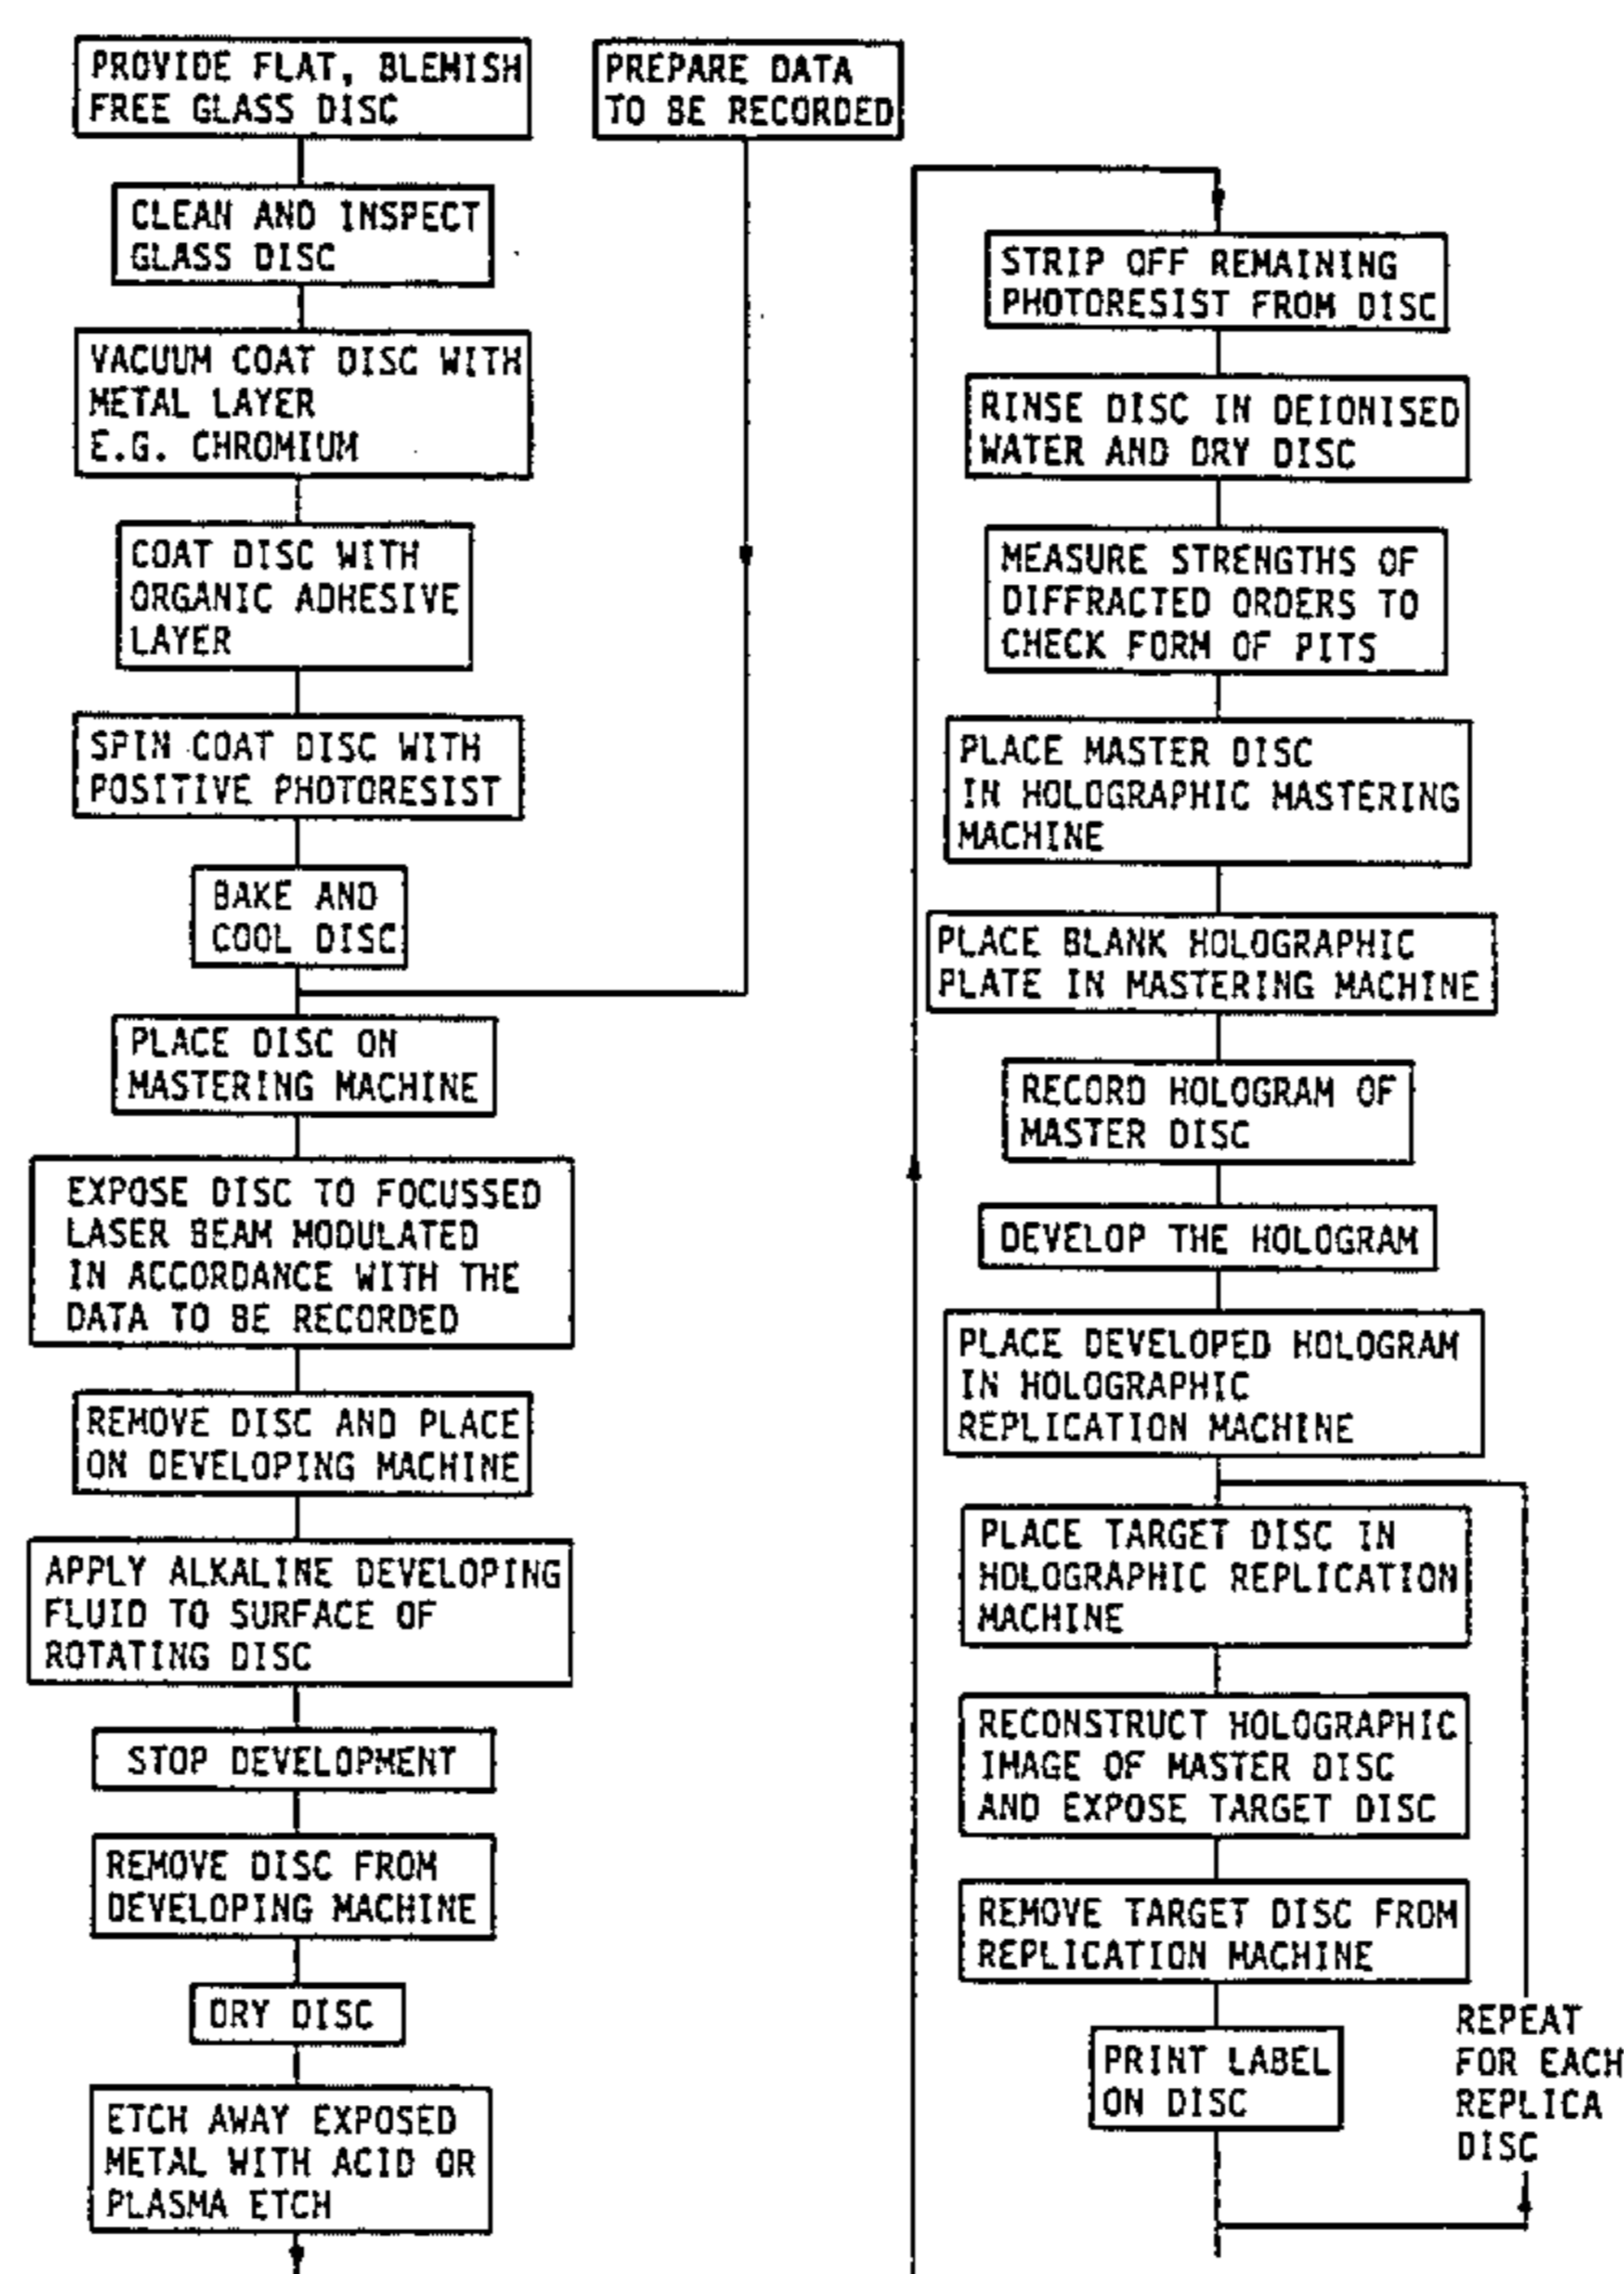 PROVIDE FLAT, BLEMISH
FREE GLASS DISC
CLEAN AND INSPECT
GLASS DISC
VACUUM COAT DISC WITH
METAL LAYER
E.G. CHROMIUM
COAT DISC WITH
ORGANIC ADHESIVE
LAYER
SPIN COAT DISC WITH
POSITIVE PHOTORESIST
BAKE AND
COOL DISC
PREPARE DATA
TO BE RECORDED
PLACE DISC ON
MASTERING MACHINE
EXPOSE DISC TO FOCUSSED
LASER BEAM MODULATED
IN ACCORDANCE WITH THE
DATA TO BE RECORDED
REMOVE DISC AND PLACE
ON DEVELOPING MACHINE
APPLY ALKALINE DEVELOPING
FLUID TO SURFACE OF
ROTATING DISC
STOP DEVELOPMENT
REMOVE DISC FROM
DEVELOPING MACHINE
DRY DISC
ETCH AWAY EXPOSED
METAL WITH ACID OR
PLASMA ETCH
STRIP OFF REMAINING
PHOTORESIST FROM DISC
RINSE DISC IN DEIONISED
WATER AND DRY DISC
MEASURE STRENGTHS OF
DIFFRACTED ORDERS TO
CHECK FORM OF PITS
PLACE MASTER DISC
IN HOLOGRAPHIC MASTERING
MACHINE
PLACE BLANK HOLOGRAPHIC
PLATE IN MASTERING MACHINE
RECORD HOLOGRAM OF
MASTER DISC
DEVELOP THE HOLOGRAM
PLACE DEVELOPED HOLOGRAM
IN HOLOGRAPHIC
REPLICATION MACHINE
PLACE TARGET DISC IN
HOLOGRAPHIC REPLICATION
MACHINE
RECONSTRUCT HOLOGRAPHIC
IMAGE OF MASTER DISC
AND EXPOSE TARGET DISC
REMOVE TARGET DISC FROM
REPLICATION MACHINE
PRINT LABEL
ON DISC
REPEAT
FOR EACH
REPLICA
DISC